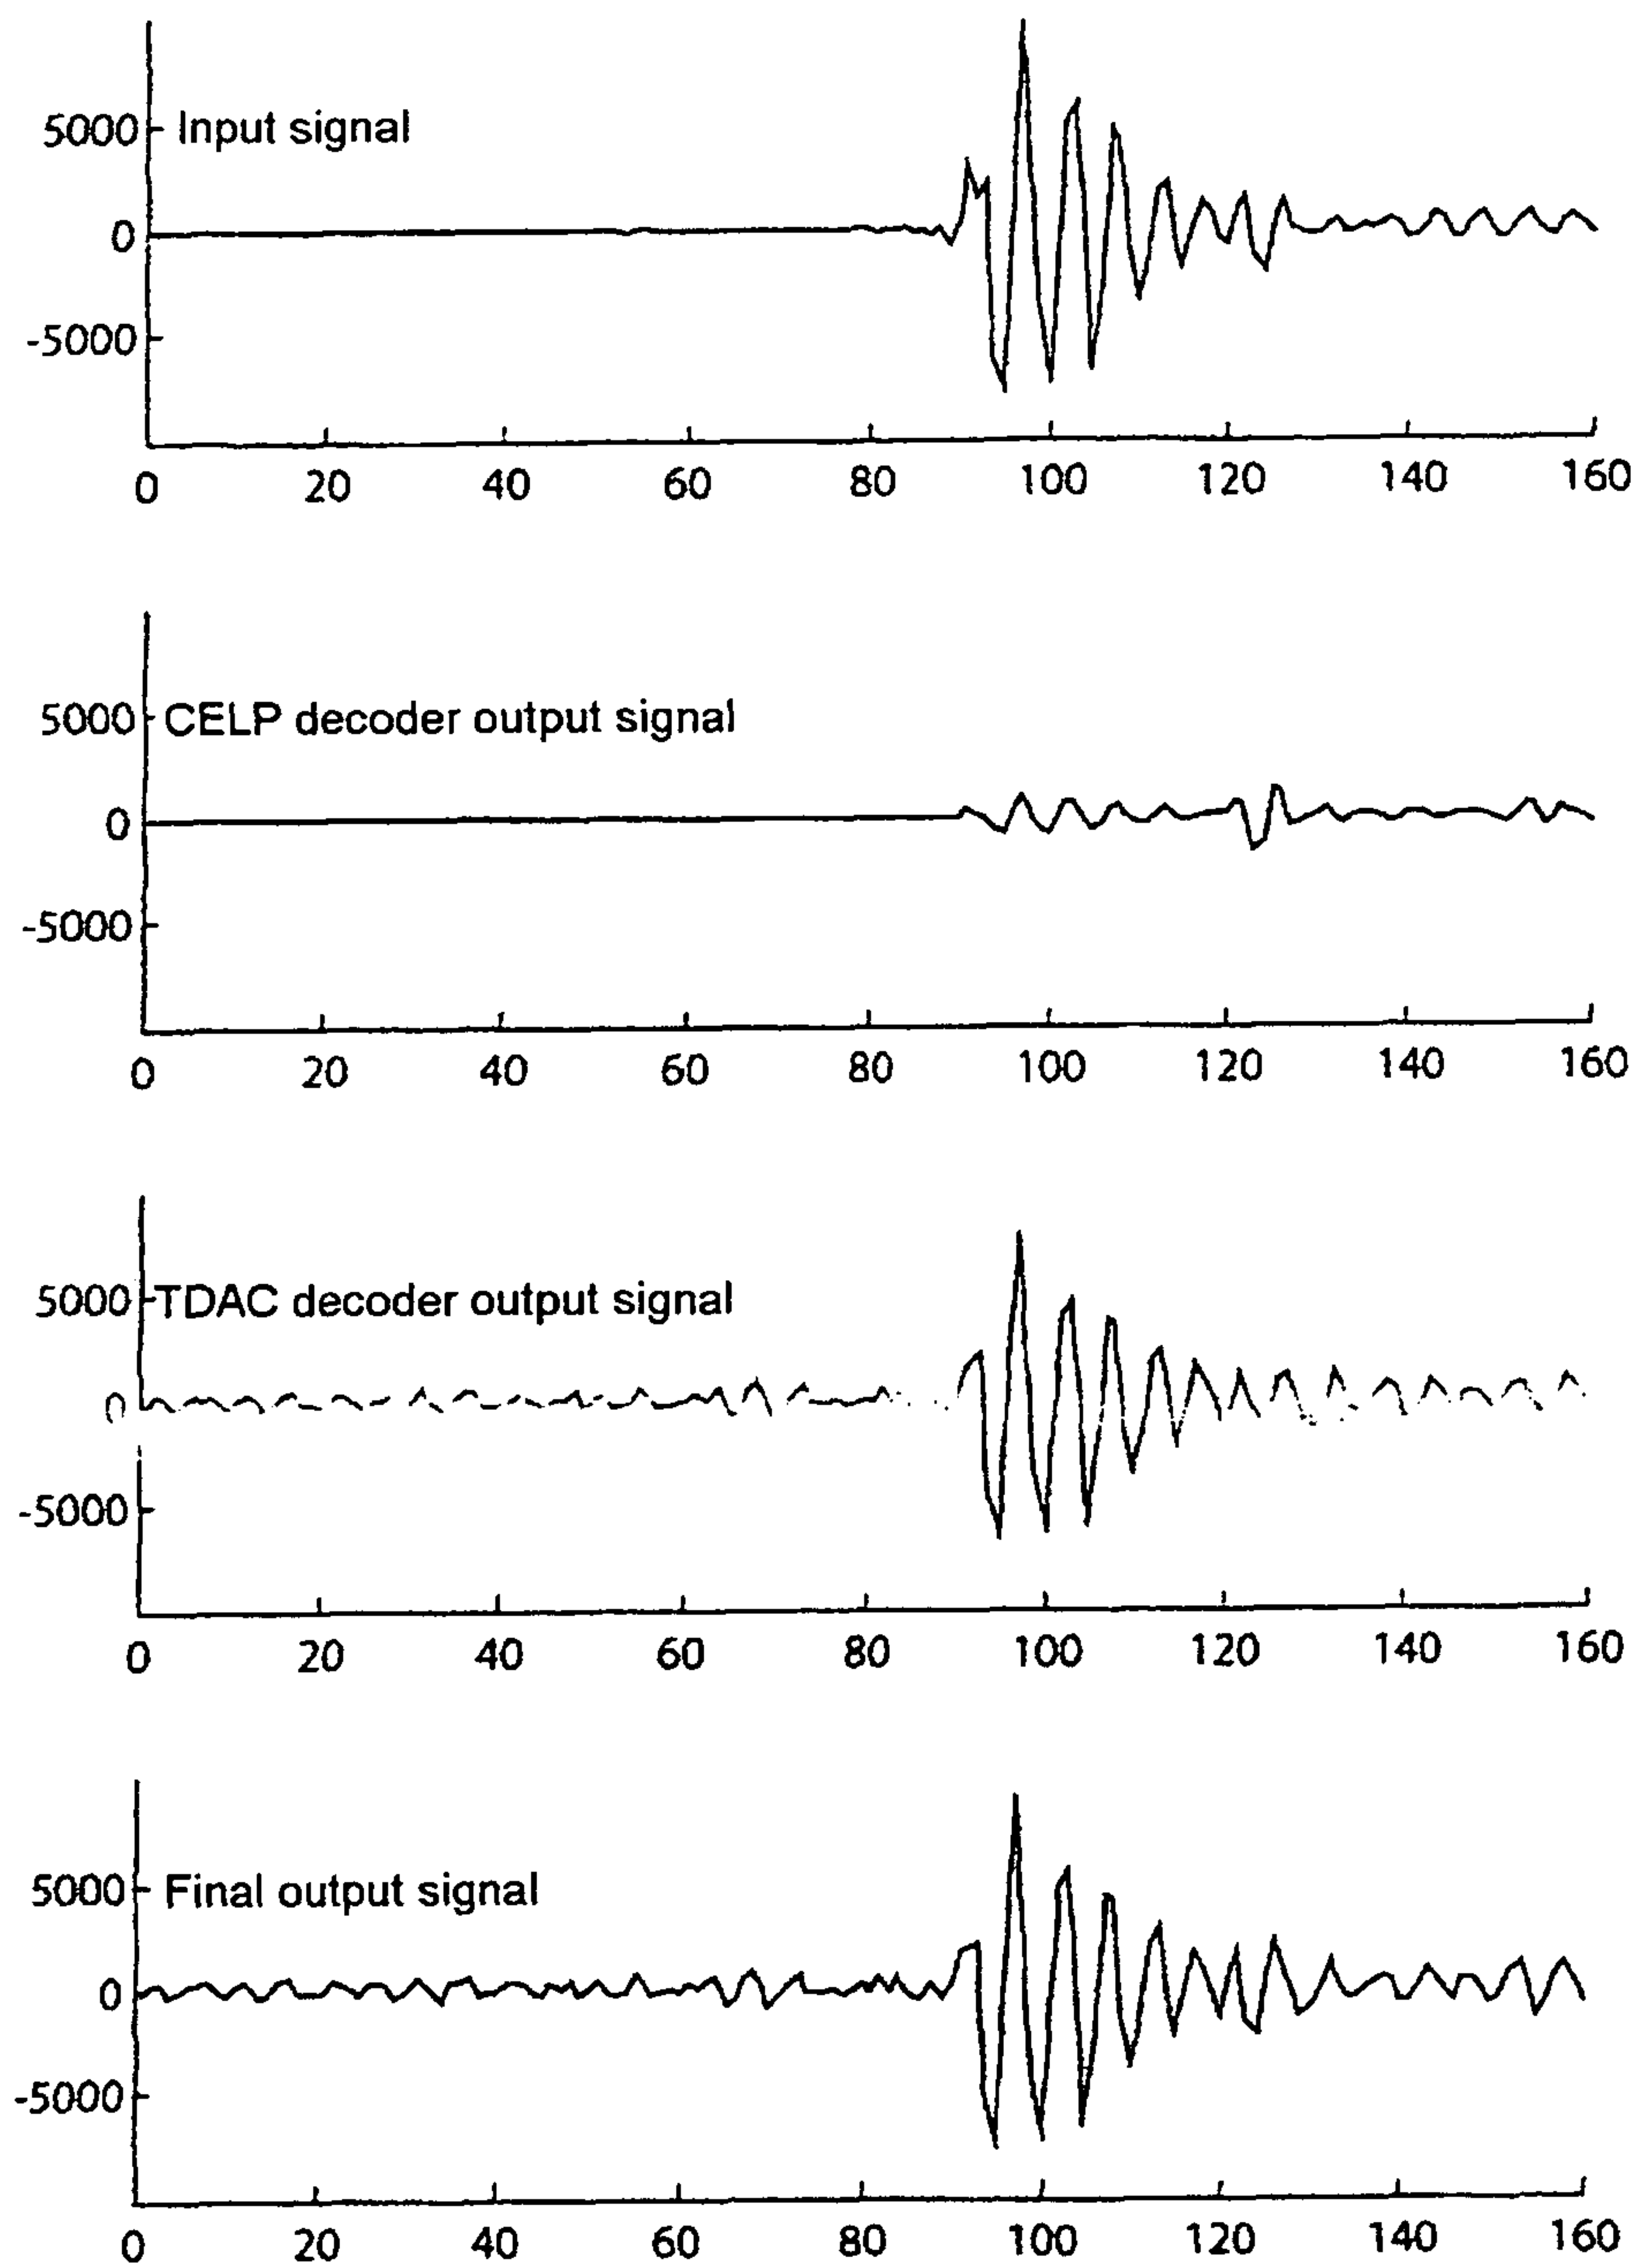 5000 Input signal
0
-5000
0 20 40 60 80 100 120 140 160
5000 CELP decoder output signal
0
-5000
0 20 40 60 80 100 120 140 160
5000 TDAC decoder output signal
0
-5000
0 20 40 60 80 100 120 140 160
5000 Final output signal
0
-5000
0 20 40 60 80 100 120 140 160